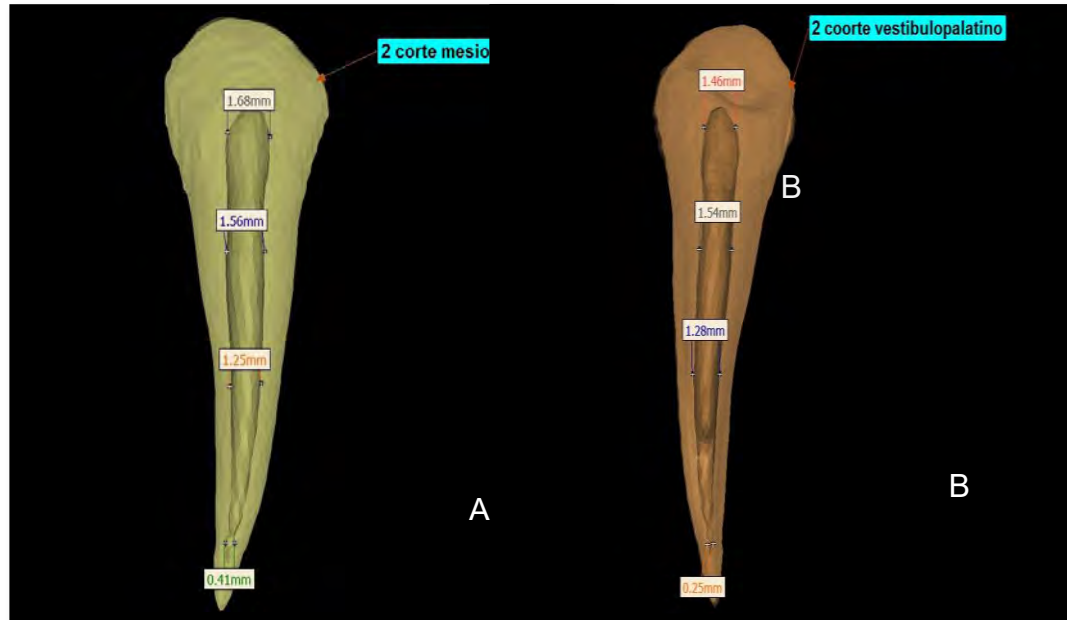 2 corte mesio
1.68mm
1.56mm
1.25mm
0.41mm
A
2 coorte vestibulopalatino
1.46mm
B
1.54mm
1.28mm
B
0.25mm